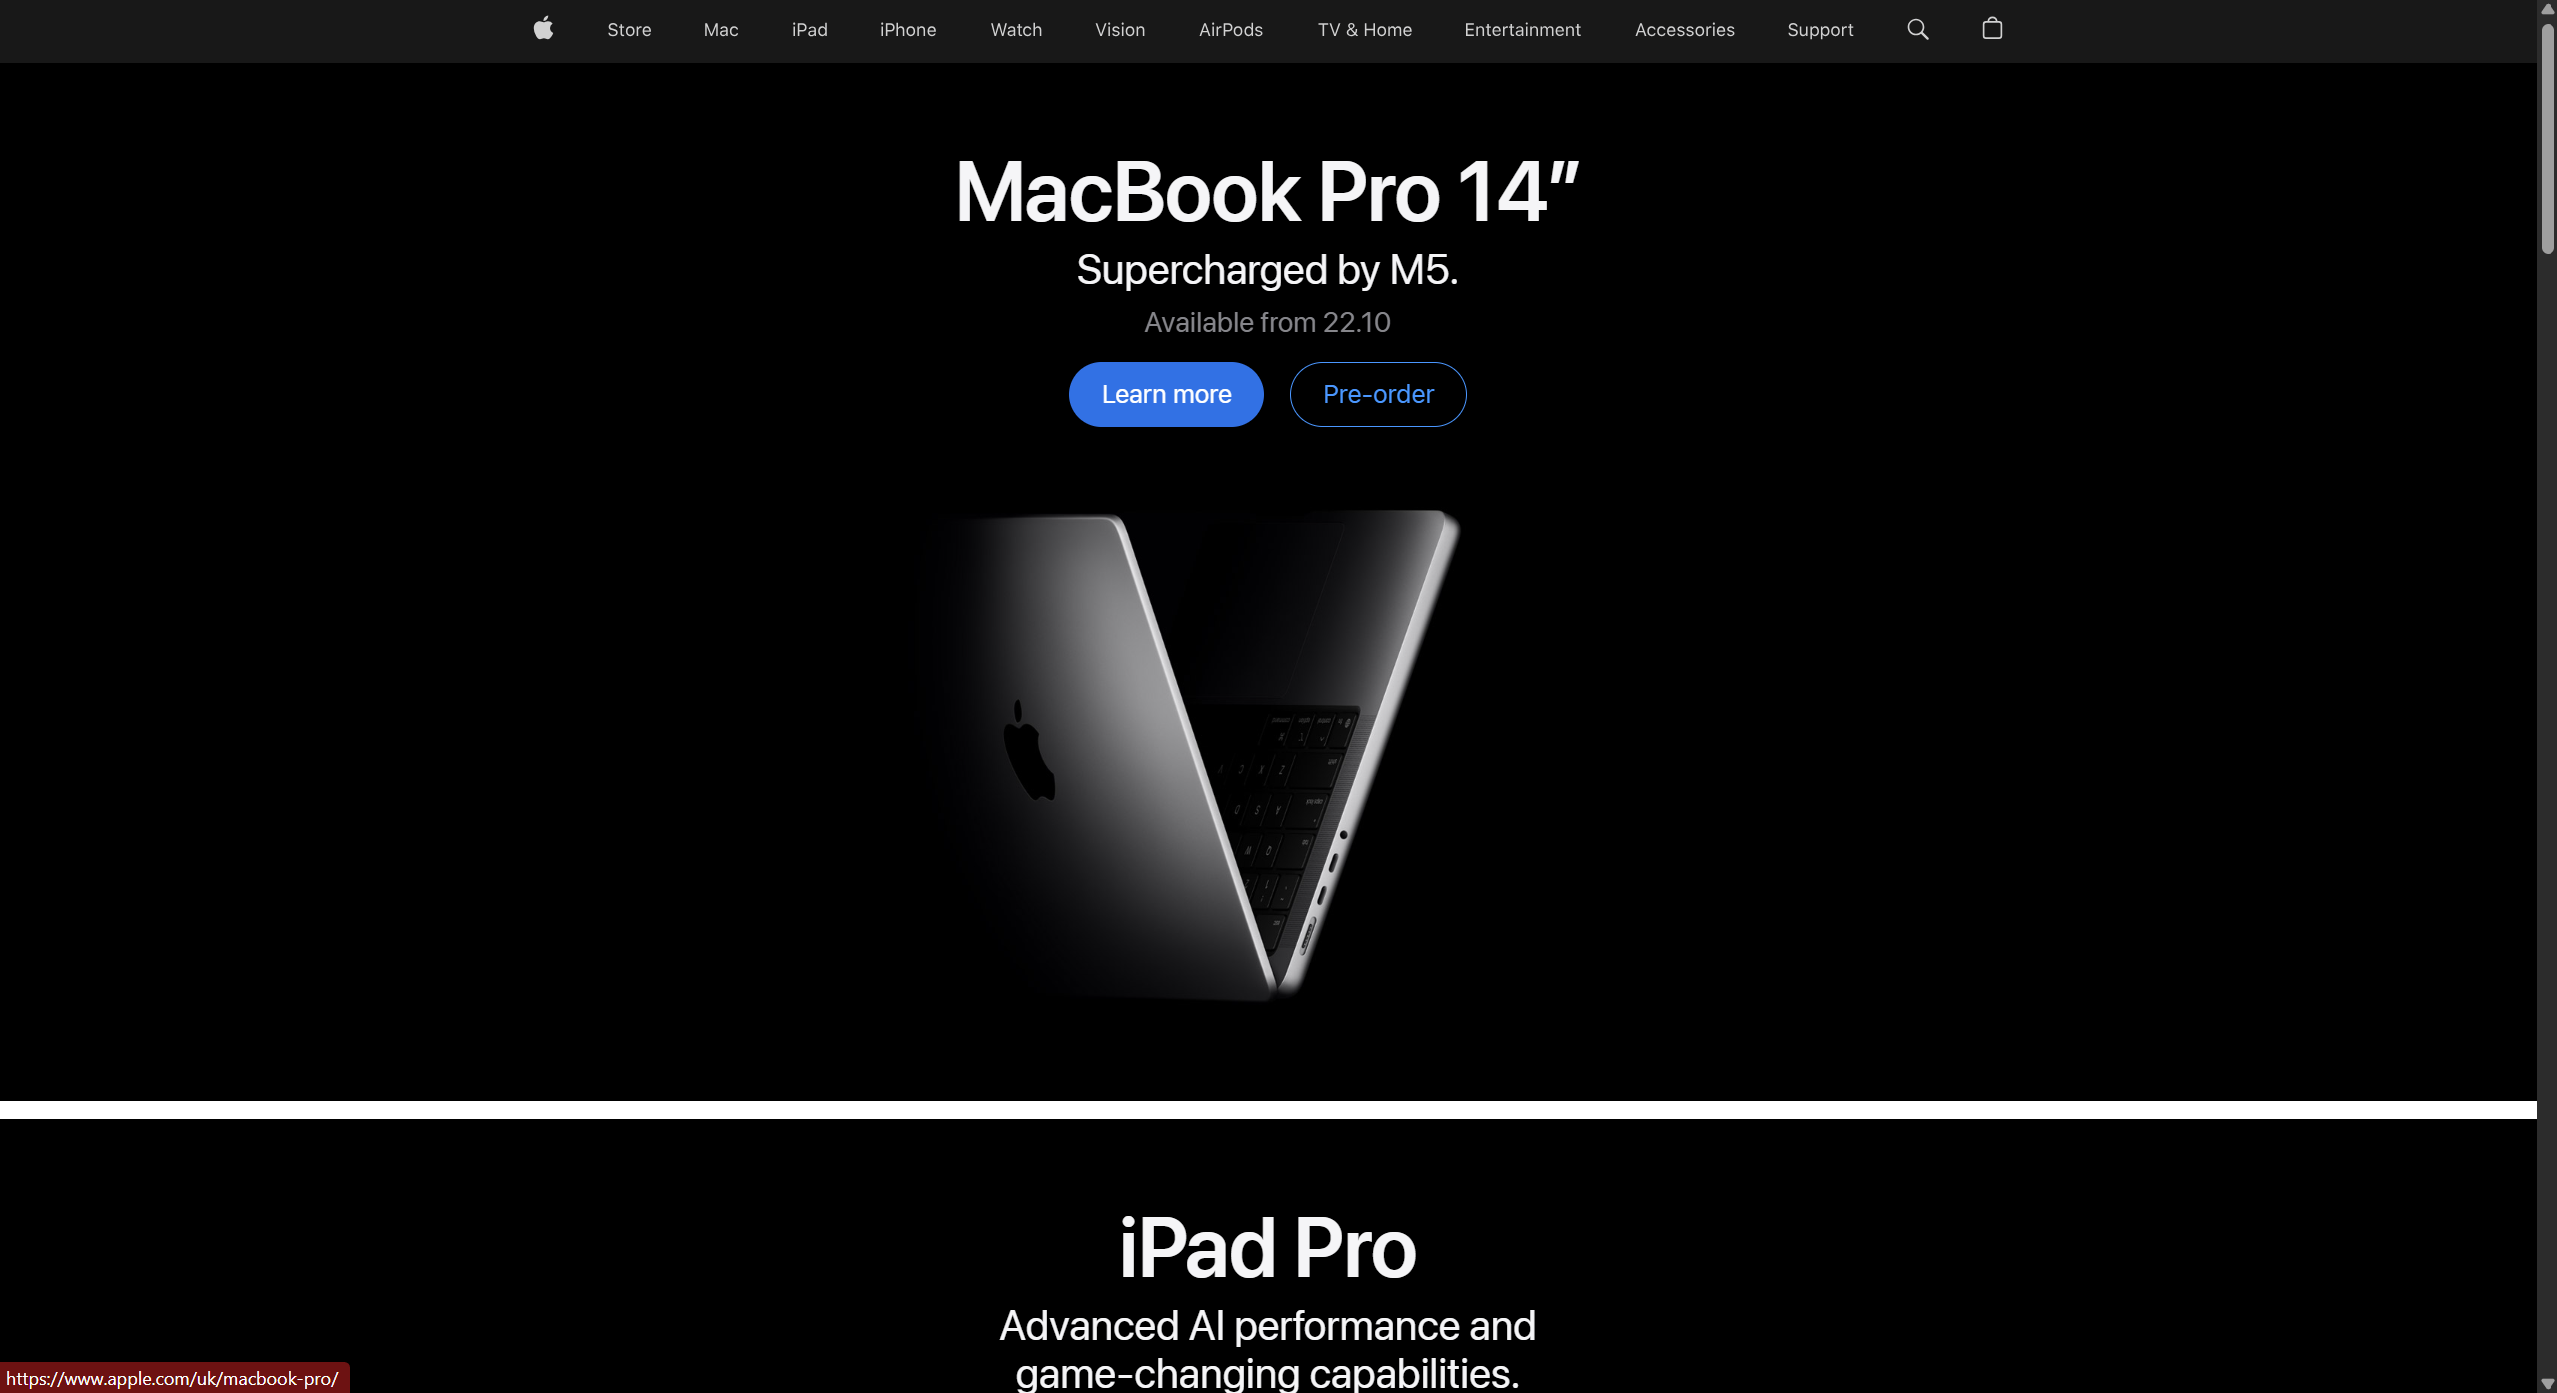 Store Mac iPad iPhone Watch Vision AirPods TV & Home Entertainment Accessories Support
MacBook Pro 14”
Supercharged by M5.
Available from 22.10
Learn more Pre-order
iPad Pro
Advanced AI performance and
game-changing capabilities.
https://www.apple.com/uk/macbook-pro/